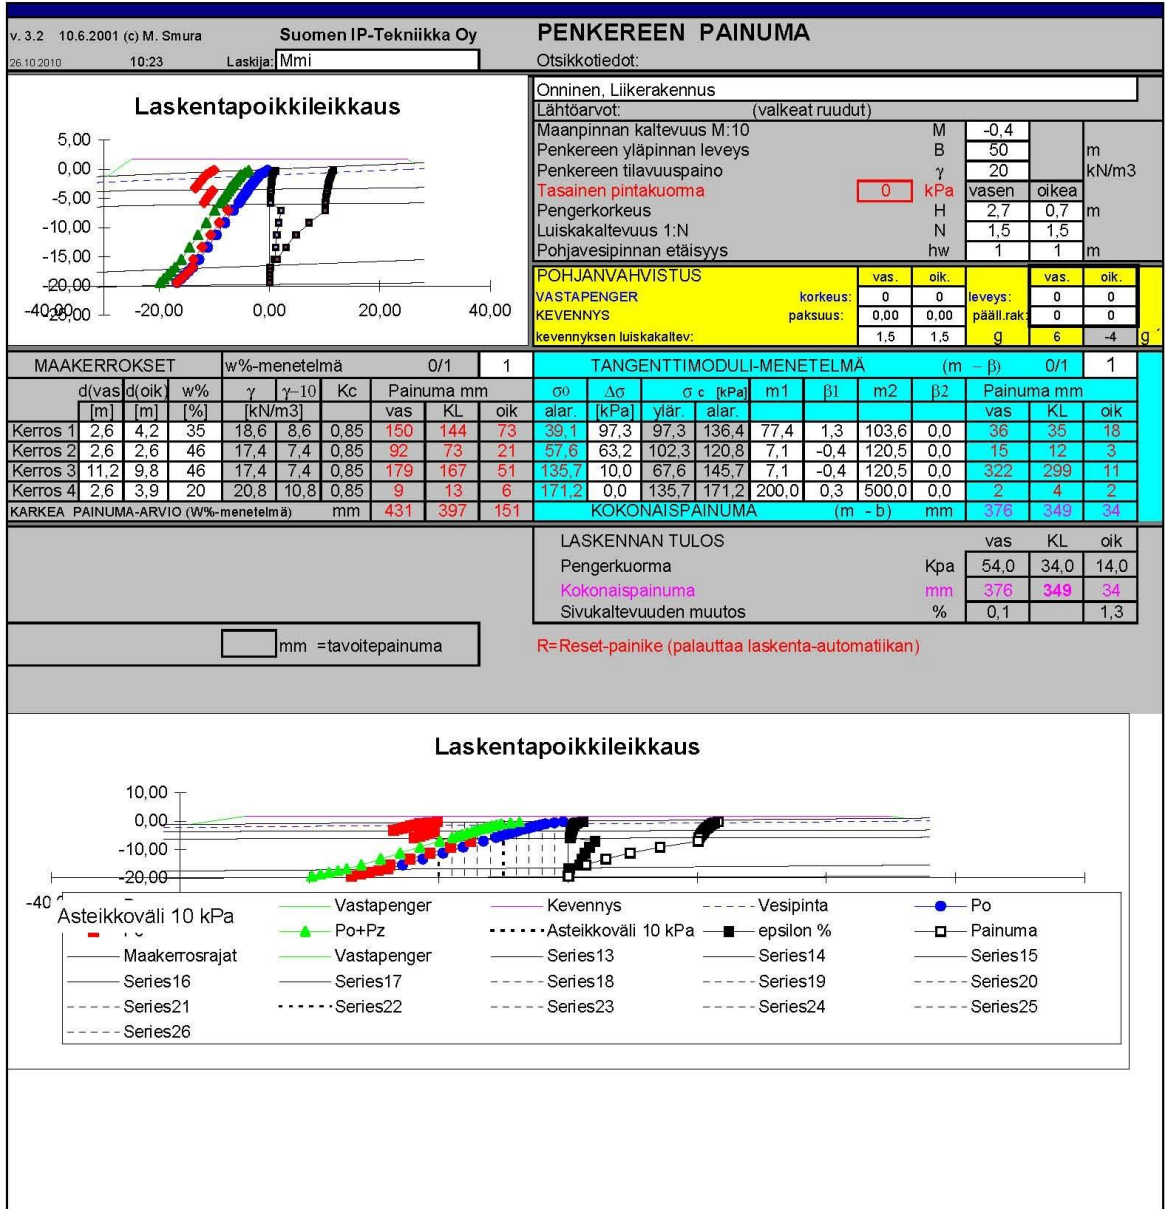 v. 3.2 10.6.2001 (c) M. Smura Suomen IP-Tekniikka Oy PENKEREEN PAINUMA
26.10.2010 10:23 Laskija: Mmi Otsikkotiedot:
Onninen, Liikerakennus
Lähtöarvot: (valkeat ruudut)
Maanpinnan kaltevuus M:10 M -0,4
Penkereen yläpinnan leveys B 50 m
Penkereen tilavuuspaino γ 20 kN/m3
Tasainen pintakuorma 0 kPa vasen oikea
Pengerkorkeus H 2,7 0,7 m
Luiskakaltevuus 1:N N 1,5 1,5
Pohjavesipinnan etäisyys hw 1 1 m
Laskentapoikkileikkaus
5,00
0,00
-5,00
-10,00
-15,00
-20,00
-25,00
-40,00 -20,00 0,00 20,00 40,00
POHJANVAHVISTUS vas. oik. vas. oik.
VASTAPENGER korkeus: 0 0 leveys: 0 0
KEVENNYS paksuus: 0,00 0,00 pääll.rak: 0 0
kevennyksen luiskakaltev: 1,5 1,5 g 6 -4 g ´
MAAKERROKSET w%-menetelmä 0/1 1 TANGENTTIMODULI-MENETELMÄ (m - β) 0/1 1
d(vas d(oik) w% γ γ-10 Kc Painuma mm σ0 Δσ σ c [kPa] m1 β1 m2 β2 Painuma mm
[m] [m] [%] [kN/m3] vas KL oik alar. [kPa] ylär. alar. vas KL oik
Kerros 1 2,6 4,2 35 18,6 8,6 0,85 150 144 73 39,1 97,3 97,3 136,4 77,4 1,3 103,6 0,0 36 35 18
Kerros 2 2,6 2,6 46 17,4 7,4 0,85 92 73 21 57,6 63,2 102,3 120,8 7,1 -0,4 120,5 0,0 15 12 3
Kerros 3 11,2 9,8 46 17,4 7,4 0,85 179 167 51 135,7 10,0 67,6 145,7 7,1 -0,4 120,5 0,0 322 299 11
Kerros 4 2,6 3,9 20 20,8 10,8 0,85 9 13 6 171,2 0,0 135,7 171,2 200,0 0,3 500,0 0,0 2 4 2
KARKEA PAINUMA-ARVIO (W%-menetelmä) mm 431 397 151 KOKONAISPAINUMA (m - b) mm 376 349 34
LASKENNAN TULOS vas KL oik
Pengerkuorma Kpa 54,0 34,0 14,0
Kokonaispainuma mm 376 349 34
Sivukaltevuuden muutos % 0,1 1,3
mm =tavoitepainuma R=Reset-painike (palauttaa laskenta-automatiikan)
Laskentapoikkileikkaus
10,00
0,00
-10,00
-20,00
Asteikkoväli 10 kPa
Vastapenger Kevennys Vesipinta Po
Po+Pz Asteikkoväli 10 kPa epsilon % Painuma
Maakerrosrajat Vastapenger Series13 Series14 Series15
Series16 Series17 Series18 Series19 Series20
Series21 Series22 Series23 Series24 Series25
Series26